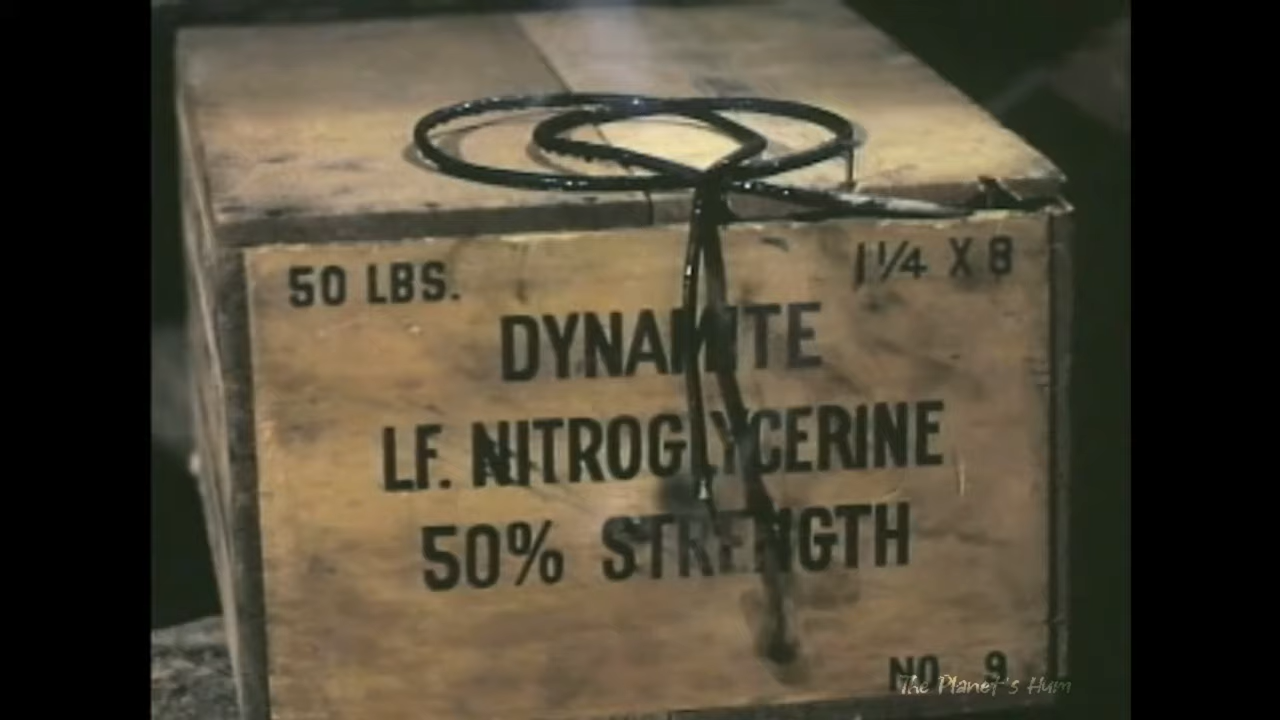 50 LBS. 1¼ X 8
DYNAMITE
LF. NITROGLYCERINE
50% STRENGTH
NO. 9
The Planet's Hum